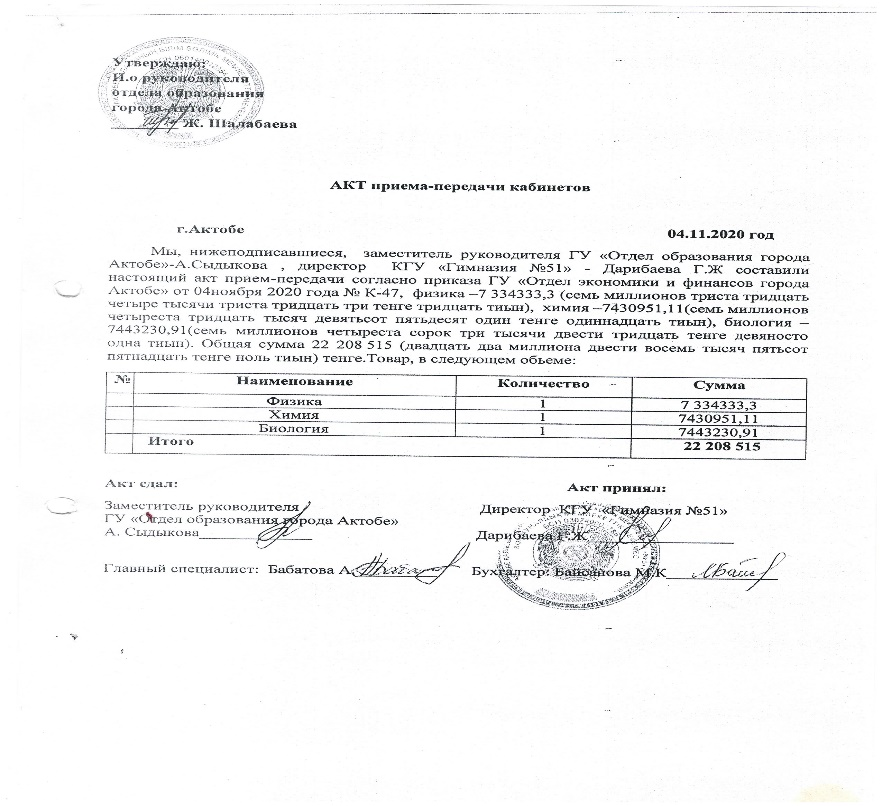 Утверждаю:
И.о руководителя
отдела образования
города Актобе
Ж. Шалабаева
АКТ приема-передачи кабинетов
г.Актобе
04.11.2020 год
Мы, нижеподписавшиеся, заместитель руководителя ГУ «Отдел образования города
Актобе»-А.Сыдыкова , директор КГУ «Гимназия №51» - Дарибаева Г.Ж составили
настоящий акт прием-передачи согласно приказа ГУ «Отдел экономики и финансов города
Актобе» от 04ноября 2020 года № К-47, физика –7 334333,3 (семь миллионов триста тридцать
четыре тысячи триста тридцать три тенге тридцать тиын), химия –7430951,11(семь миллионов
четыреста тридцать тысяч девятьсот пятьдесят один тенге одиннадцать тиын), биология –
7443230,91(семь миллионов четыреста сорок три тысячи двести тридцать тенге девяносто
одна тиын). Общая сумма 22 208 515 (двадцать два миллиона двести восемь тысяч пятьсот
пятнадцать тенге ноль тиын) тенге.Товар, в следующем обьеме:
№ Наименование Количество Сумма
Физика 1 7 334333,3
Химия 1 7430951,11
Биология 1 7443230,91
Итого 22 208 515
Акт сдал:
Акт принял:
Заместитель руководителя
ГУ «Отдел образования города Актобе»
А. Сыдыкова
Директор КГУ «Гимназия №51»
Дарибаева Г.Ж
Главный специалист: Бабатова А.
Бухгалтер: Байсанова М.К